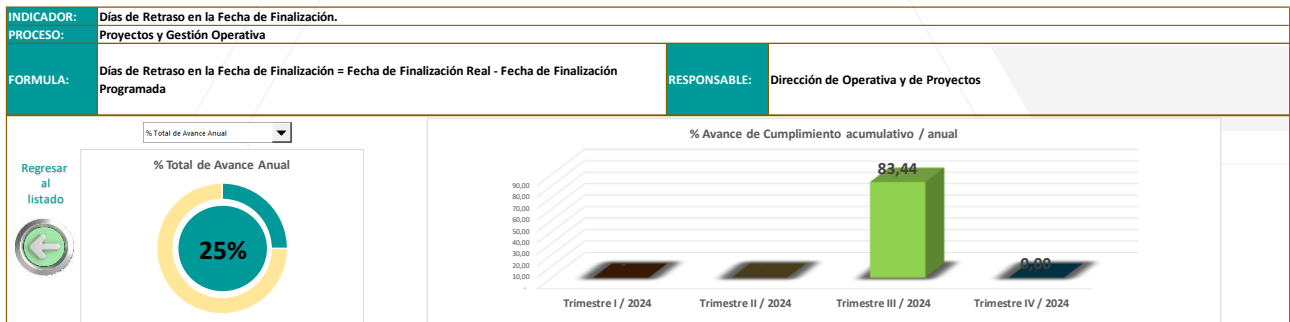 INDICADOR: Días de Retraso en la Fecha de Finalización.
PROCESO: Proyectos y Gestión Operativa
FORMULA: Días de Retraso en la Fecha de Finalización = Fecha de Finalización Real - Fecha de Finalización
Programada
RESPONSABLE: Dirección de Operativa y de Proyectos
% Total de Avance Anual
Regresar
al
listado
% Total de Avance Anual
25%
% Avance de Cumplimiento acumulativo / anual
90,00
80,00
70,00
60,00
50,00
40,00
30,00
20,00
10,00
-
-
83,44
0,00
Trimestre I / 2024
Trimestre II / 2024
Trimestre III / 2024
Trimestre IV / 2024